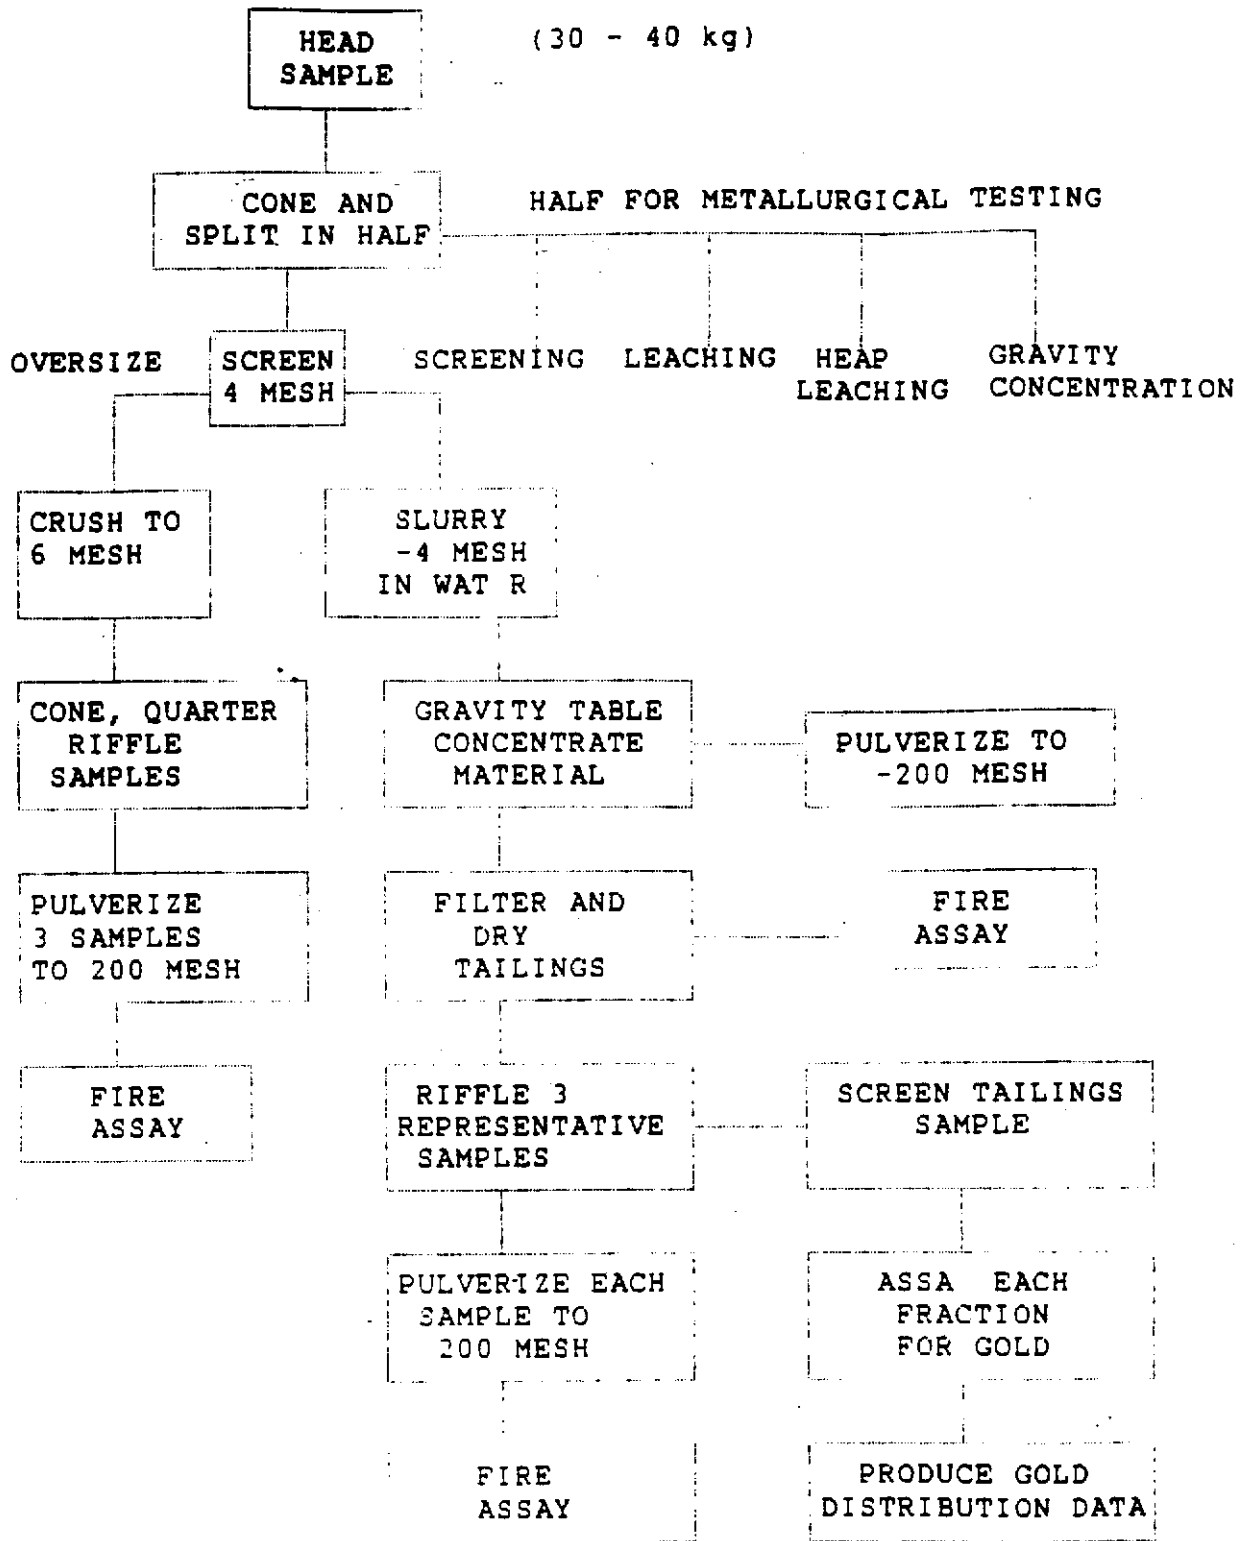 HEAD
SAMPLE
(30 - 40 kg)
CONE AND
SPLIT IN HALF
HALF FOR METALLURGICAL TESTING
OVERSIZE
SCREEN
4 MESH
SCREENING
LEACHING
HEAP
LEACHING
GRAVITY
CONCENTRATION
CRUSH TO
6 MESH
SLURRY
-4 MESH
IN WAT R
CONE, QUARTER
RIFFLE
SAMPLES
GRAVITY TABLE
CONCENTRATE
MATERIAL
PULVERIZE TO
-200 MESH
PULVERIZE
3 SAMPLES
TO 200 MESH
FILTER AND
DRY
TAILINGS
FIRE
ASSAY
FIRE
ASSAY
RIFFLE 3
REPRESENTATIVE
SAMPLES
SCREEN TAILINGS
SAMPLE
PULVERIZE EACH
SAMPLE TO
200 MESH
ASSA EACH
FRACTION
FOR GOLD
FIRE
ASSAY
PRODUCE GOLD
DISTRIBUTION DATA